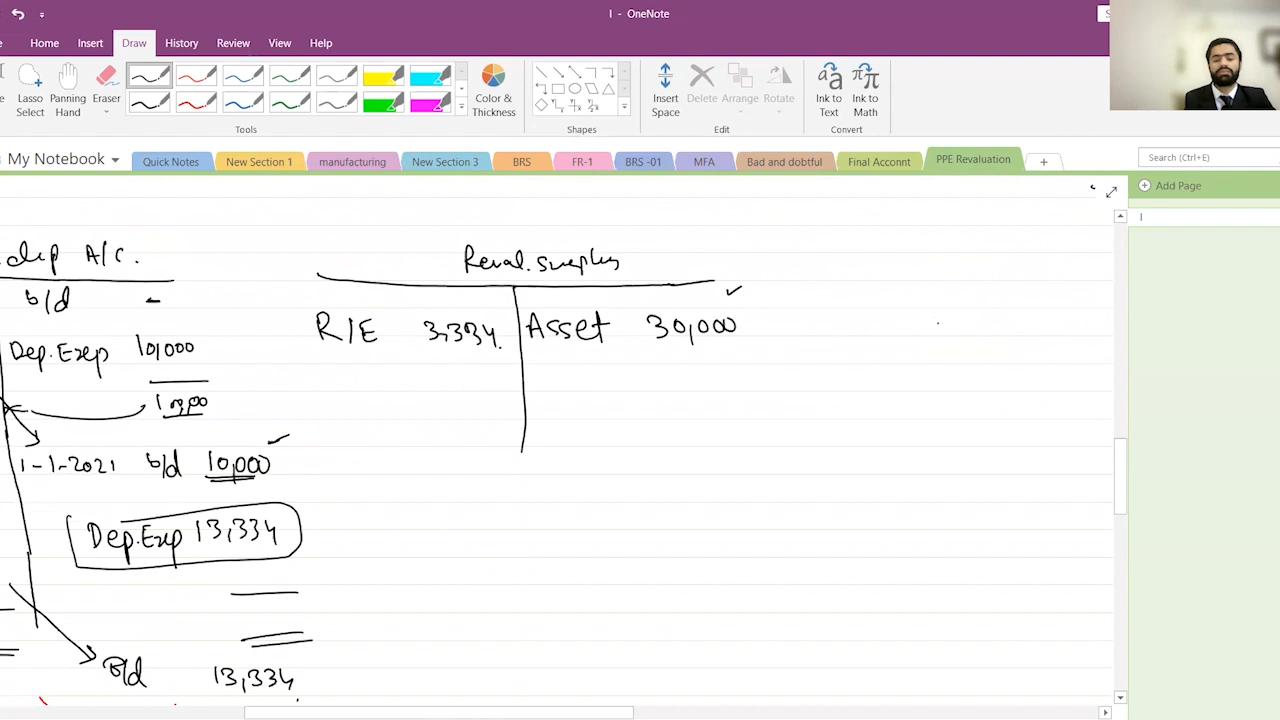 I - OneNote
Home Insert Draw History Review View Help
Lasso Select
Panning Hand
Eraser
Color & Thickness
Insert Space
Delete
Arrange
Rotate
Ink to Text
Ink to Math
Tools
Shapes
Edit
Convert
My Notebook
Quick Notes
New Section 1
manufacturing
New Section 3
BRS
FR-1
BRS -01
MFA
Bad and dobtful
Final Acconnt
PPE Revaluation
Search (Ctrl+E)
Add Page
I
dep A/C.
b/d -
Dep. Exep 10,000
1-1-2021 b/d 10,000
Dep. Exp 13,334
B/d 13,334
Reval. surplus
R/E 3,334. Asset 30,000